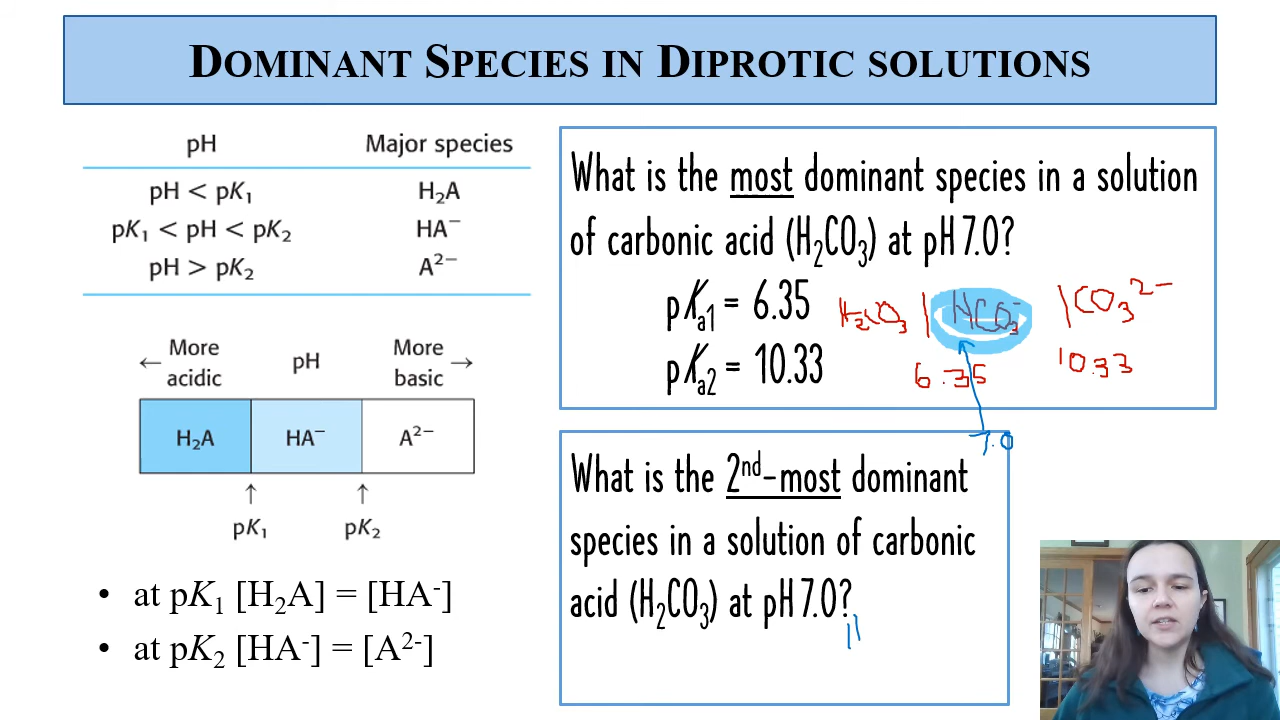 DOMINANT SPECIES IN DIPROTIC SOLUTIONS
pH Major species
pH < pK₁ H₂A
pK₁ < pH < pK₂ HA⁻
pH > pK₂ A²⁻
← More acidic pH More basic →
H₂A HA⁻ A²⁻
↑ ↑
pK₁ pK₂
• at pK₁ [H₂A] = [HA⁻]
• at pK₂ [HA⁻] = [A²⁻]
What is the most dominant species in a solution
of carbonic acid (H₂CO₃) at pH 7.0?
pKₐ₁ = 6.35
pKₐ₂ = 10.33
H₂CO₃ | HCO₃⁻ | CO₃²⁻
6.35 10.33
7.0
What is the 2ⁿᵈ-most dominant
species in a solution of carbonic
acid (H₂CO₃) at pH 7.0?